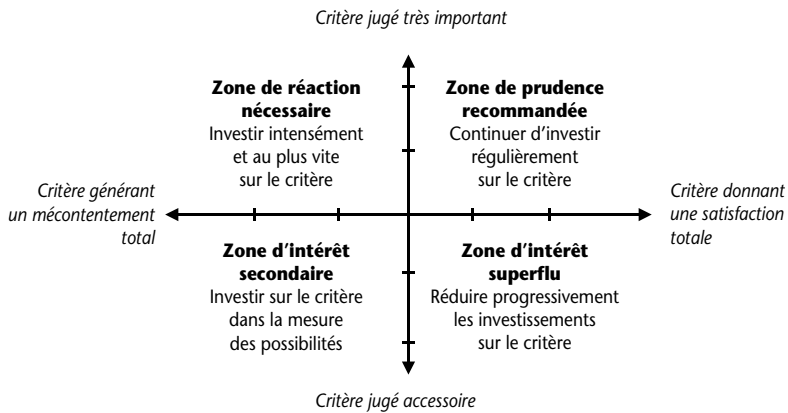 Critère jugé très important
Zone de réaction
nécessaire
Investir intensément
et au plus vite
sur le critère
Zone de prudence
recommandée
Continuer d'investir
régulièrement
sur le critère
Critère générant
un mécontentement
total
Critère donnant
une satisfaction
totale
Zone d'intérêt
secondaire
Investir sur le critère
dans la mesure
des possibilités
Zone d'intérêt
superflu
Réduire progressivement
les investissements
sur le critère
Critère jugé accessoire